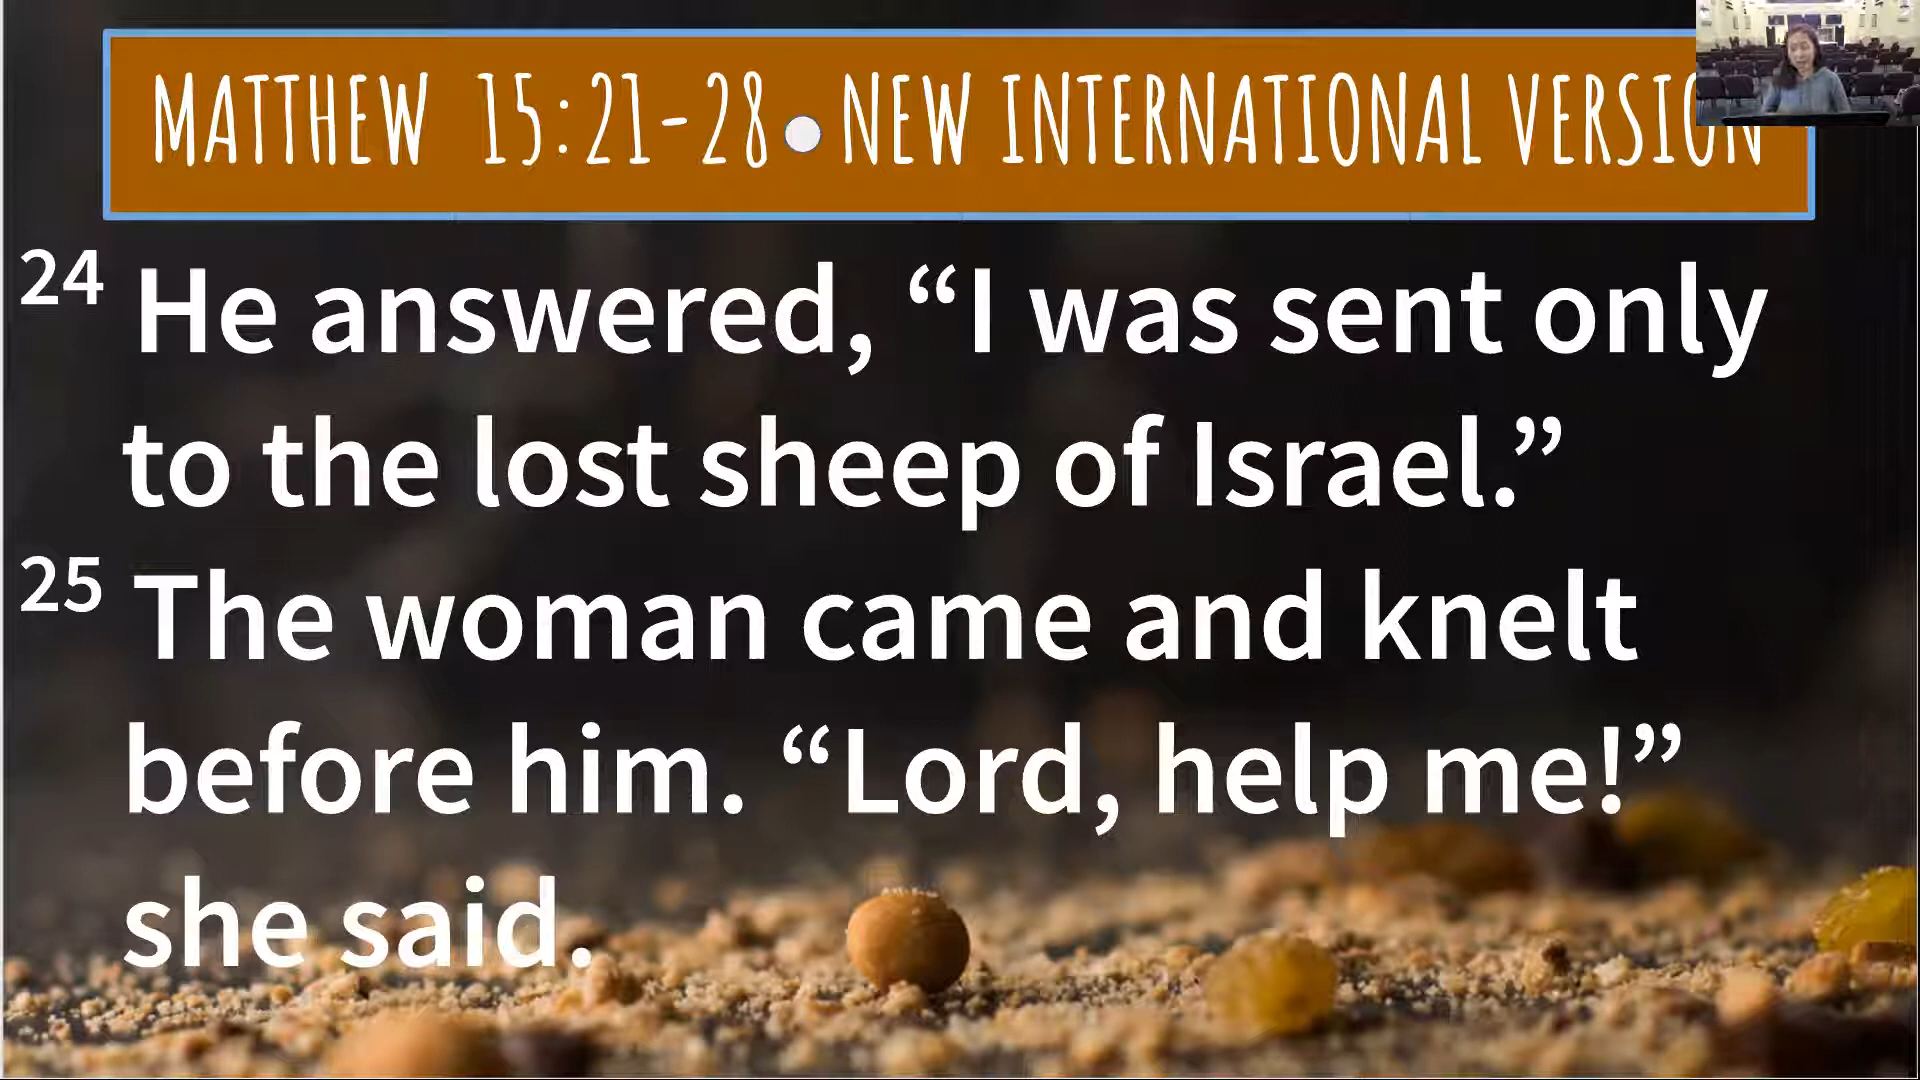 MATTHEW 15:21-28 • NEW INTERNATIONAL VERSION
24 He answered, “I was sent only
to the lost sheep of Israel.”
25 The woman came and knelt
before him. “Lord, help me!”
she said.